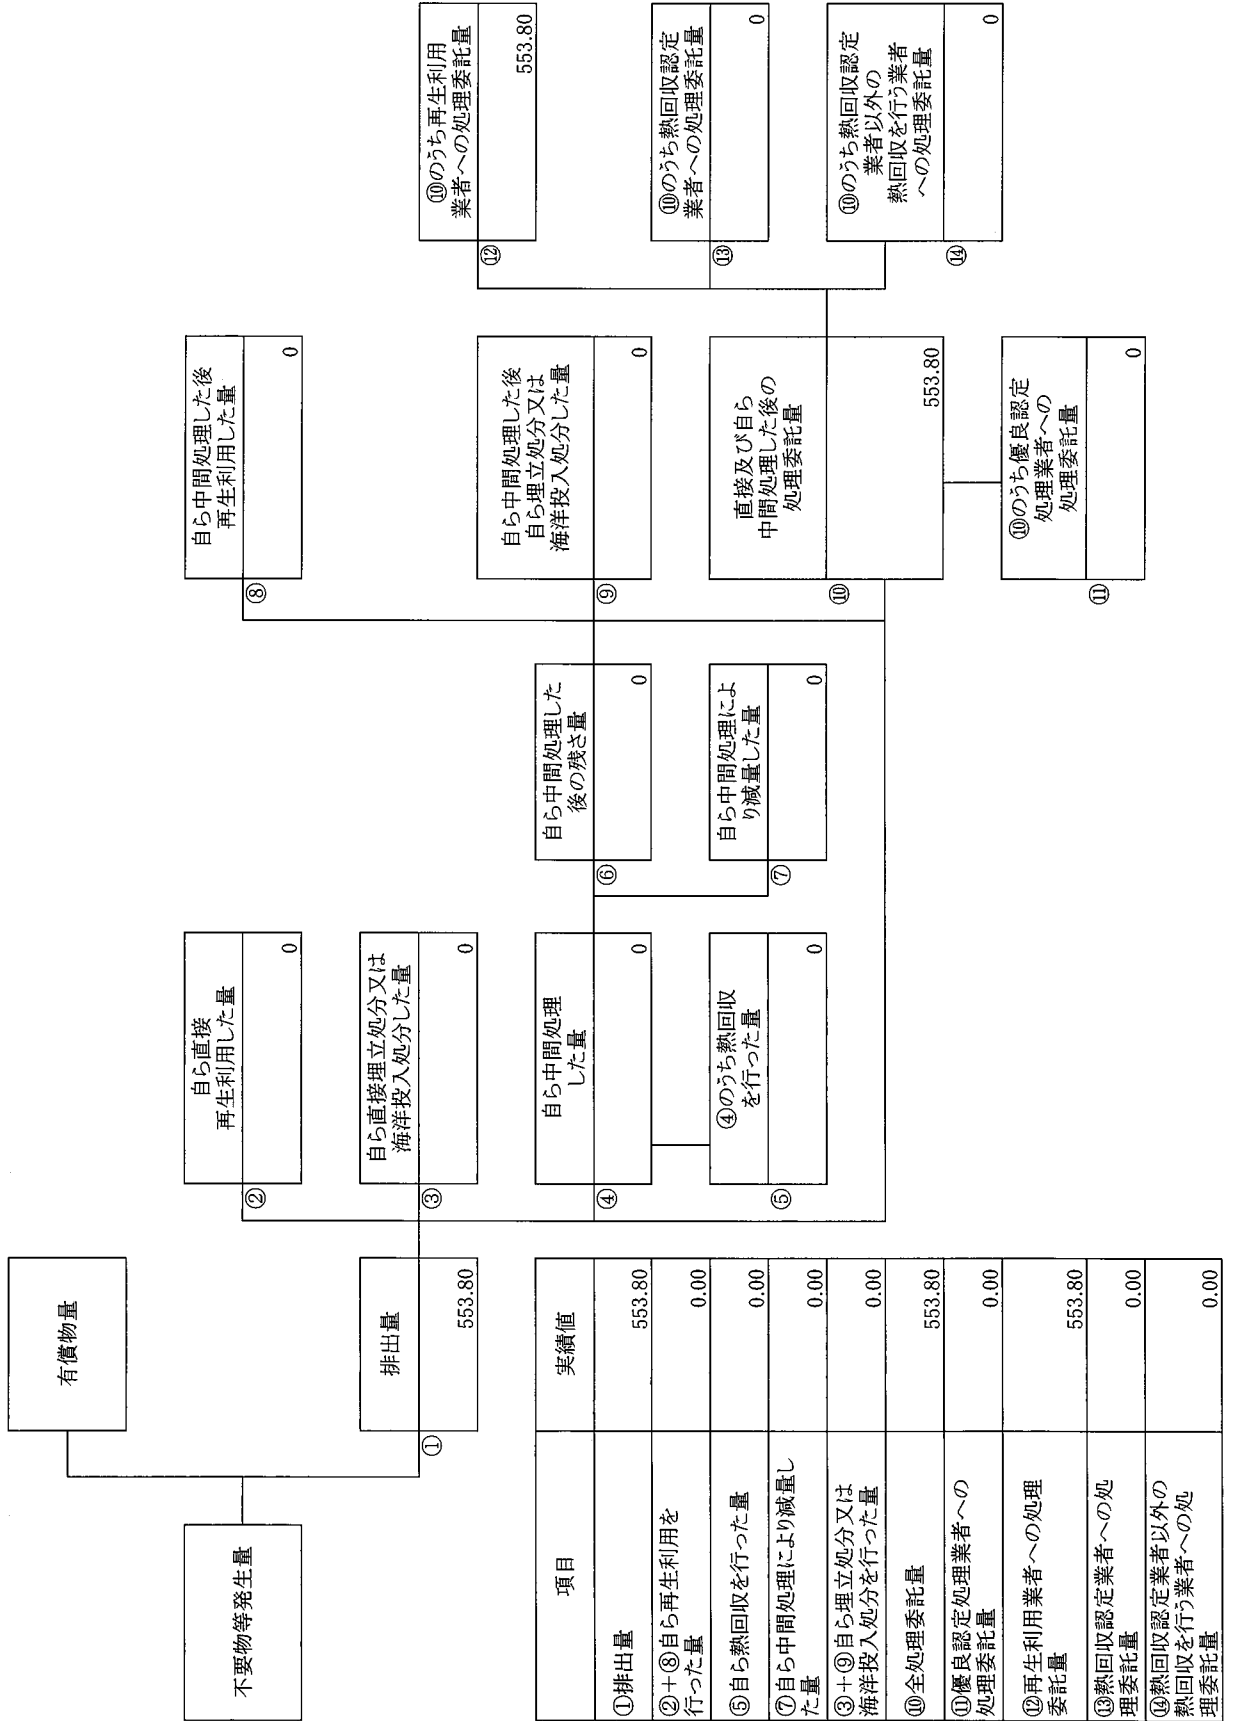 不要物等発生量
有償物量
①
排出量
553.80
②
自ら直接
再生利用した量
0
③
自ら直接埋立処分又は
海洋投入処分した量
0
④
自ら中間処理
した量
0
⑤
④のうち熱回収
を行った量
0
⑥
自ら中間処理した
後の残さ量
0
⑦
自ら中間処理によ
り減量した量
0
⑧
自ら中間処理した後
再生利用した量
0
⑨
自ら中間処理した後
自ら埋立処分又は
海洋投入処分した量
0
⑩
直接及び自ら
中間処理した後の
処理委託量
553.80
⑪
⑩のうち優良認定
処理業者への
処理委託量
0
⑫
⑩のうち再生利用
業者への処理委託量
553.80
⑬
⑩のうち熱回収認定
業者への処理委託量
0
⑭
⑩のうち熱回収認定
業者以外の
熱回収を行う業者
への処理委託量
0
項目 実績値
①排出量 553.80
②+⑧自ら再生利用を
行った量 0.00
⑤自ら熱回収を行った量 0.00
⑦自ら中間処理により減量し
た量 0.00
③+⑨自ら埋立処分又は
海洋投入処分を行った量 0.00
⑩全処理委託量 553.80
⑪優良認定処理業者への
処理委託量 0.00
⑫再生利用業者への処理
委託量 553.80
⑬熱回収認定業者への処
理委託量 0.00
⑭熱回収認定業者以外の
熱回収を行う業者への処
理委託量 0.00